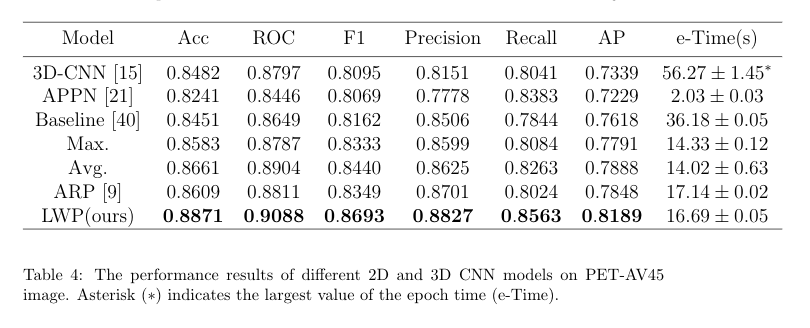 Model Acc ROC F1 Precision Recall AP e-Time(s)
3D-CNN [15] 0.8482 0.8797 0.8095 0.8151 0.8041 0.7339 56.27 ± 1.45*
APPN [21] 0.8241 0.8446 0.8069 0.7778 0.8383 0.7229 2.03 ± 0.03
Baseline [40] 0.8451 0.8649 0.8162 0.8506 0.7844 0.7618 36.18 ± 0.05
Max. 0.8583 0.8787 0.8333 0.8599 0.8084 0.7791 14.33 ± 0.12
Avg. 0.8661 0.8904 0.8440 0.8625 0.8263 0.7888 14.02 ± 0.63
ARP [9] 0.8609 0.8811 0.8349 0.8701 0.8024 0.7848 17.14 ± 0.02
LWP(ours) 0.8871 0.9088 0.8693 0.8827 0.8563 0.8189 16.69 ± 0.05
Table 4: The performance results of different 2D and 3D CNN models on PET-AV45
image. Asterisk (*) indicates the largest value of the epoch time (e-Time).